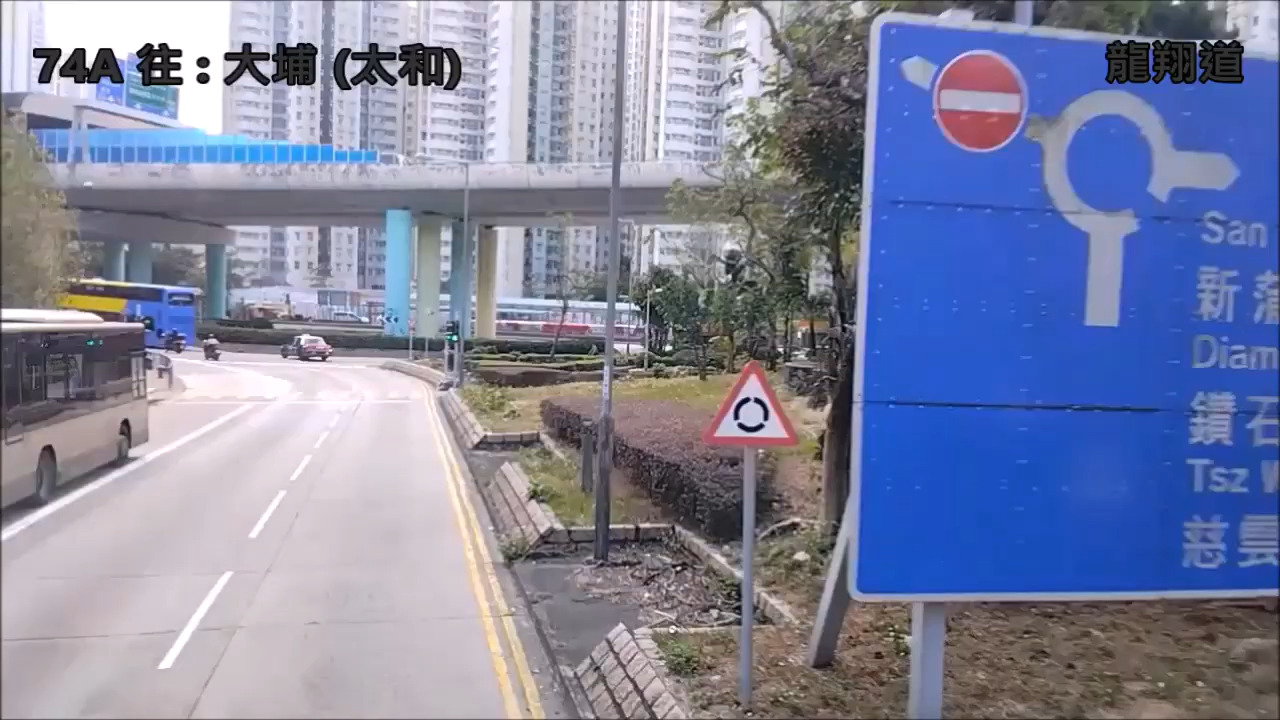 74A 往 : 大埔 (太和)
龍翔道
San
新蒲
Diam
鑽石
Tsz W
慈雲